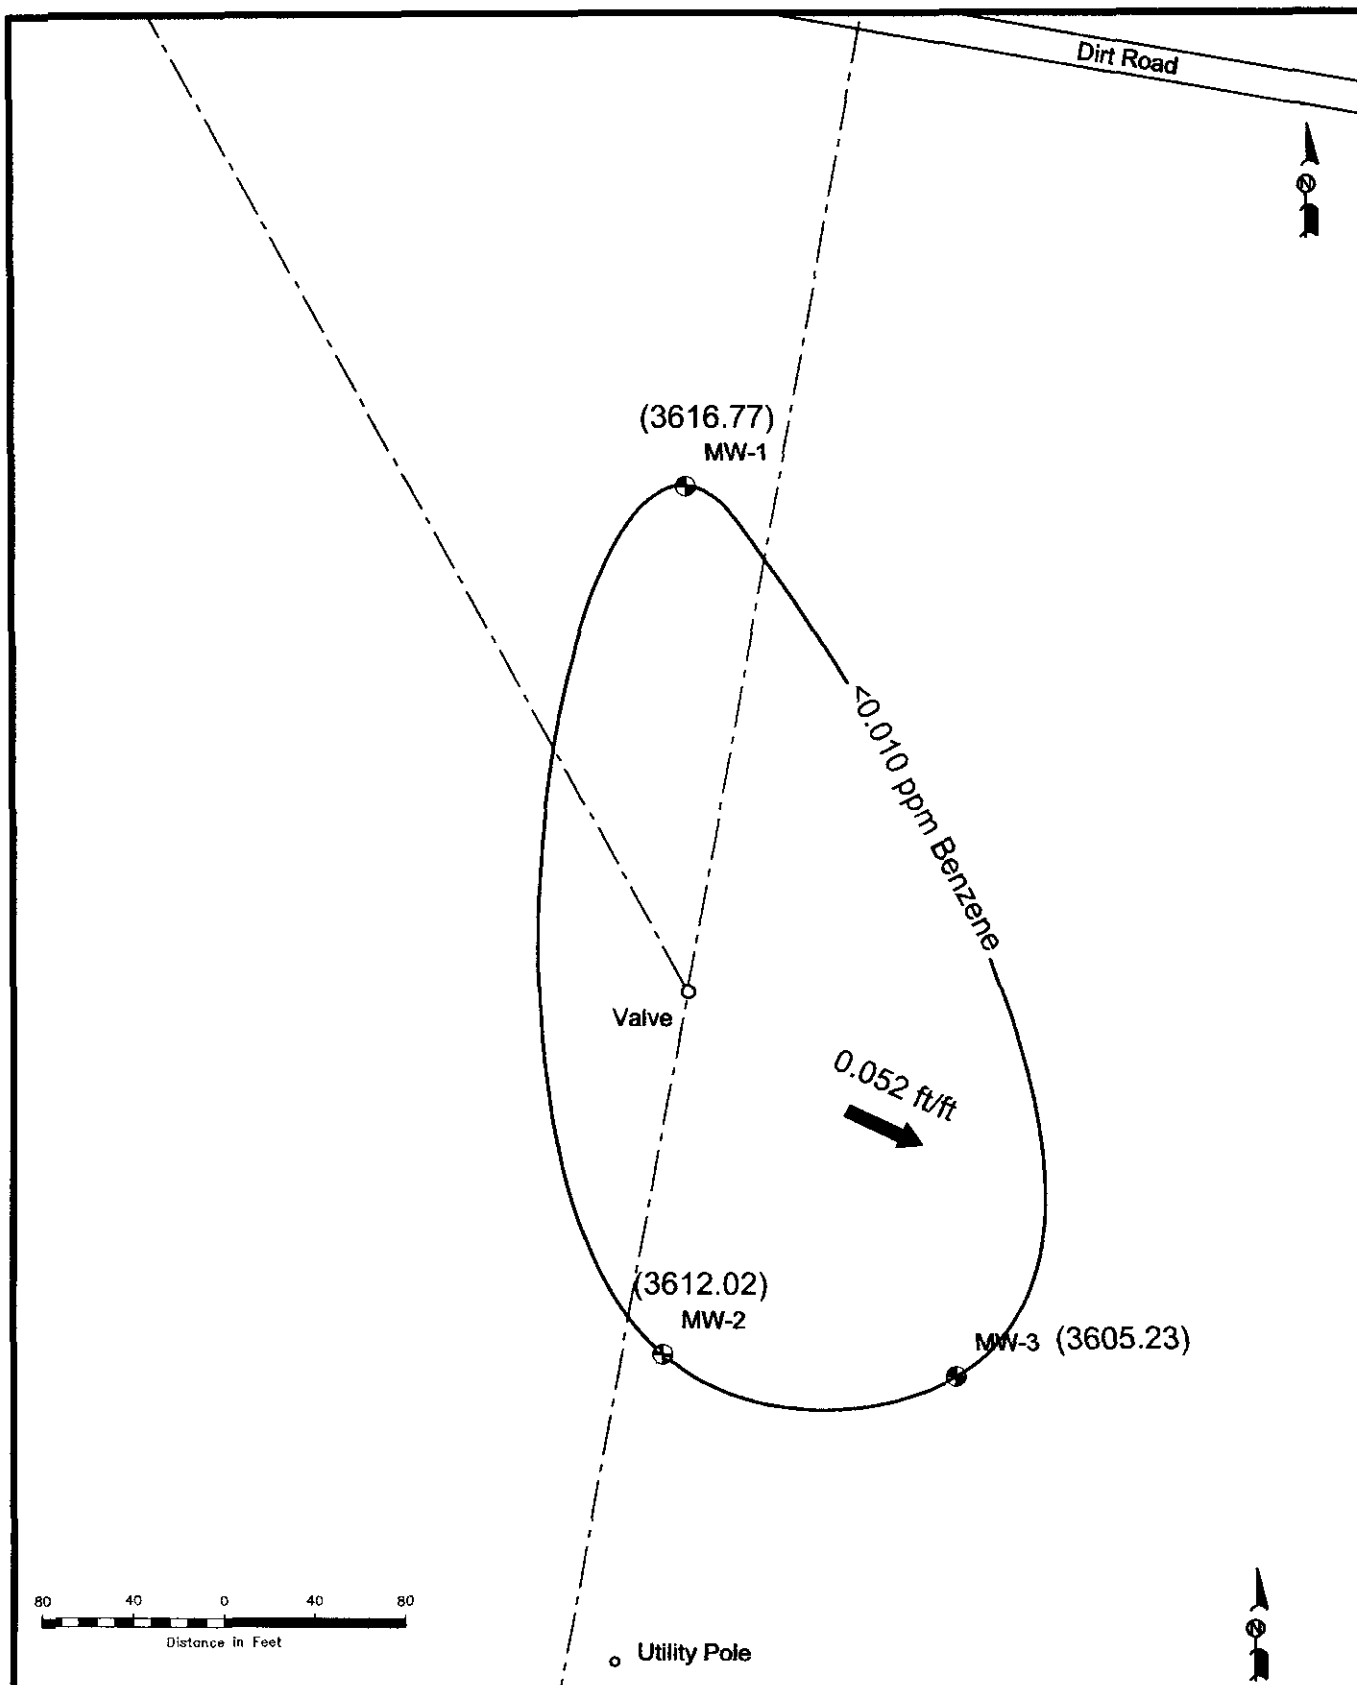 Dirt Road
N
(3616.77)
MW-1
<0.010 ppm Benzene
Valve
0.052 ft/ft
(3612.02)
MW-2
MW-3 (3605.23)
80 40 0 40 80
Distance in Feet
Utility Pole
N